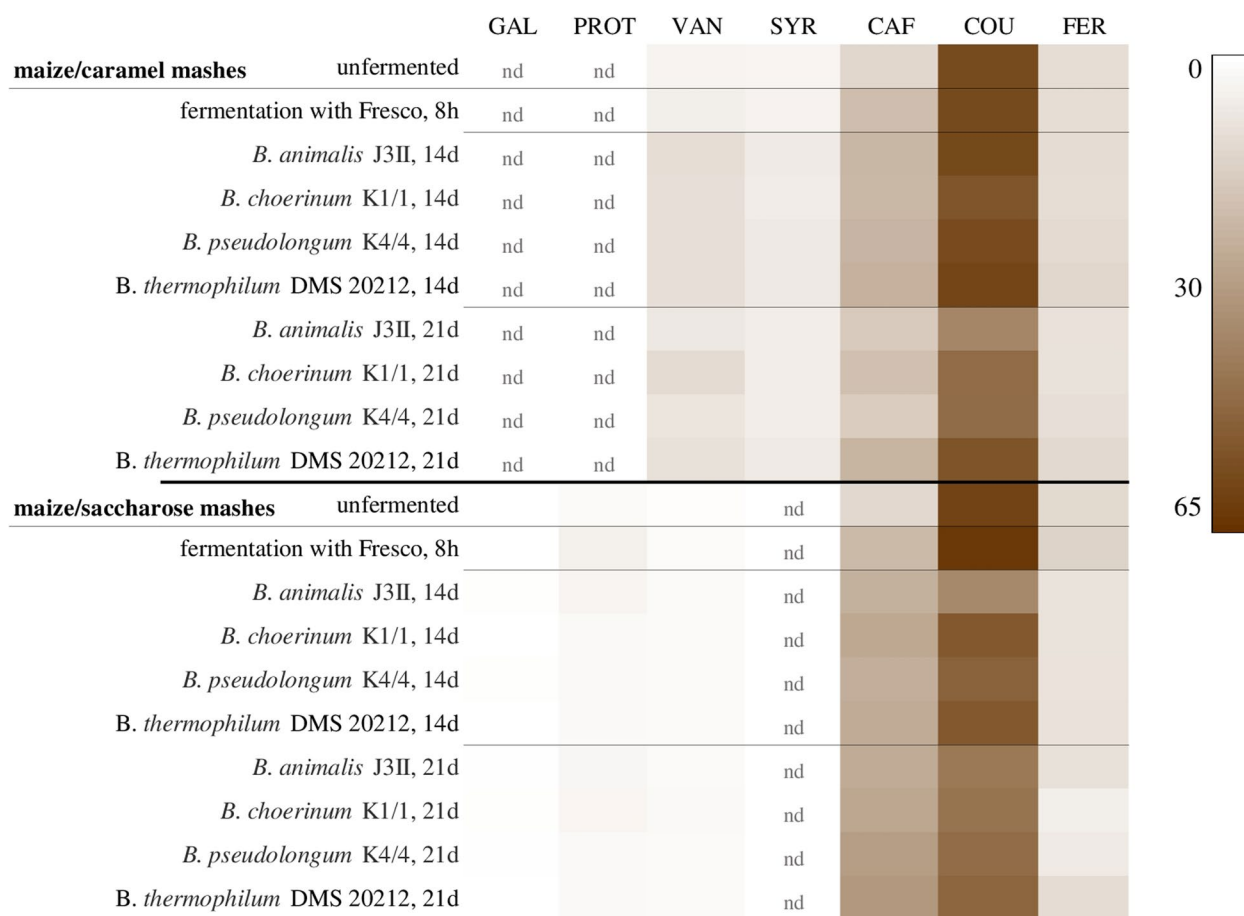 GAL PROT VAN SYR CAF COU FER
maize/caramel mashes unfermented nd nd 0
fermentation with Fresco, 8h nd nd
B. animalis J3II, 14d nd nd
B. choerinum K1/1, 14d nd nd
B. pseudolongum K4/4, 14d nd nd
B. thermophilum DMS 20212, 14d nd nd 30
B. animalis J3II, 21d nd nd
B. choerinum K1/1, 21d nd nd
B. pseudolongum K4/4, 21d nd nd
B. thermophilum DMS 20212, 21d nd nd
maize/saccharose mashes unfermented nd 65
fermentation with Fresco, 8h nd
B. animalis J3II, 14d nd
B. choerinum K1/1, 14d nd
B. pseudolongum K4/4, 14d nd
B. thermophilum DMS 20212, 14d nd
B. animalis J3II, 21d nd
B. choerinum K1/1, 21d nd
B. pseudolongum K4/4, 21d nd
B. thermophilum DMS 20212, 21d nd